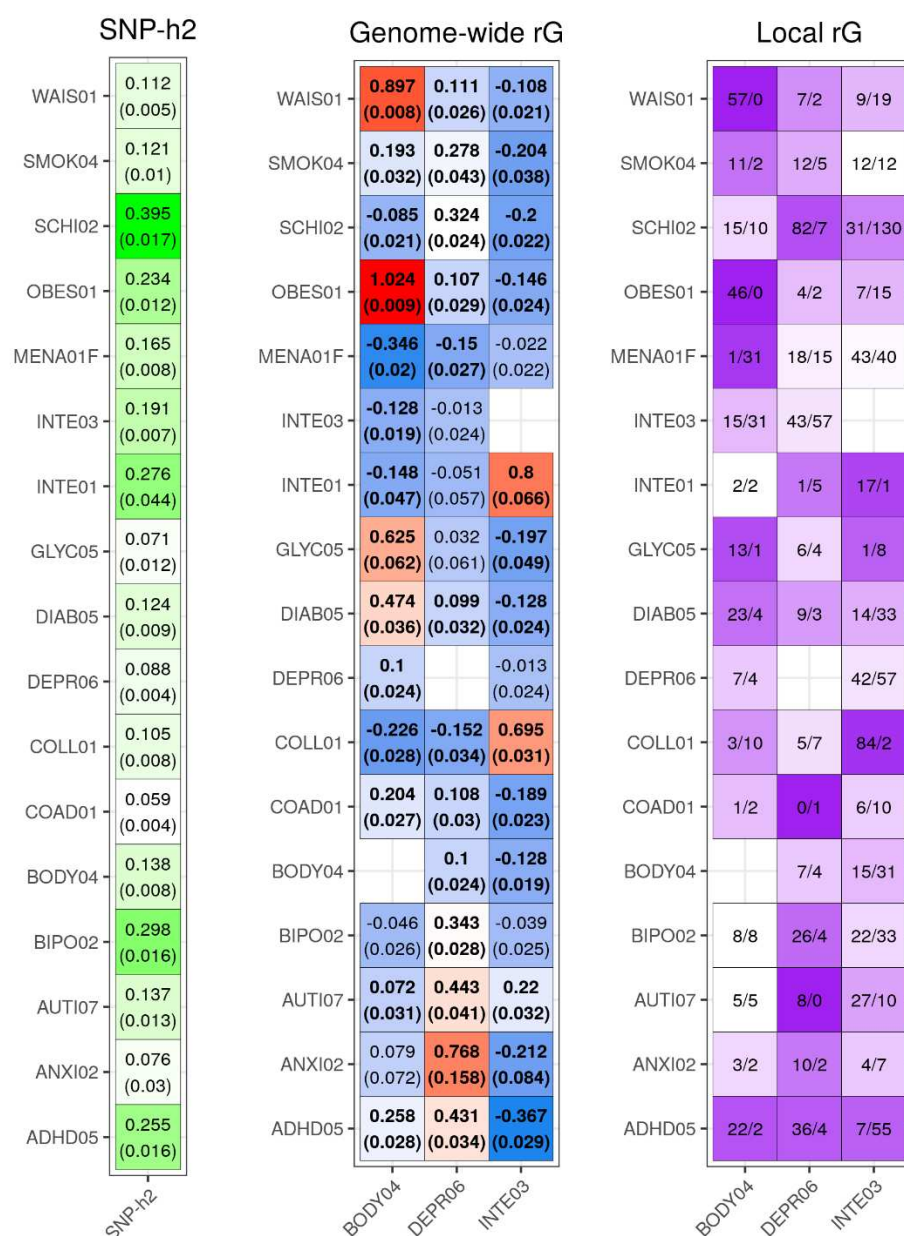 SNP-h2 Genome-wide rG Local rG
WAIS01 0.112 (0.005) WAIS01 0.897 (0.008) 0.111 (0.026) -0.108 (0.021) WAIS01 57/0 7/2 9/19
SMOK04 0.121 (0.01) SMOK04 0.193 (0.032) 0.278 (0.043) -0.204 (0.038) SMOK04 11/2 12/5 12/12
SCHI02 0.395 (0.017) SCHI02 -0.085 (0.021) 0.324 (0.024) -0.2 (0.022) SCHI02 15/10 82/7 31/130
OBES01 0.234 (0.012) OBES01 1.024 (0.009) 0.107 (0.029) -0.146 (0.024) OBES01 46/0 4/2 7/15
MENA01F 0.165 (0.008) MENA01F -0.346 (0.02) -0.15 (0.027) -0.022 (0.022) MENA01F 1/31 18/15 43/40
INTE03 0.191 (0.007) INTE03 -0.128 (0.019) -0.013 (0.024) INTE03 15/31 43/57
INTE01 0.276 (0.044) INTE01 -0.148 (0.047) -0.051 (0.057) 0.8 (0.066) INTE01 2/2 1/5 17/1
GLYC05 0.071 (0.012) GLYC05 0.625 (0.062) 0.032 (0.061) -0.197 (0.049) GLYC05 13/1 6/4 1/8
DIAB05 0.124 (0.009) DIAB05 0.474 (0.036) 0.099 (0.032) -0.128 (0.024) DIAB05 23/4 9/3 14/33
DEPR06 0.088 (0.004) DEPR06 0.1 (0.024) -0.013 (0.024) DEPR06 7/4 42/57
COLL01 0.105 (0.008) COLL01 -0.226 (0.028) -0.152 (0.034) 0.695 (0.031) COLL01 3/10 5/7 84/2
COAD01 0.059 (0.004) COAD01 0.204 (0.027) 0.108 (0.03) -0.189 (0.023) COAD01 1/2 0/1 6/10
BODY04 0.138 (0.008) BODY04 0.1 (0.024) -0.128 (0.019) BODY04 7/4 15/31
BIPO02 0.298 (0.016) BIPO02 -0.046 (0.026) 0.343 (0.028) -0.039 (0.025) BIPO02 8/8 26/4 22/33
AUTI07 0.137 (0.013) AUTI07 0.072 (0.031) 0.443 (0.041) 0.22 (0.032) AUTI07 5/5 8/0 27/10
ANXI02 0.076 (0.03) ANXI02 0.079 (0.072) 0.768 (0.158) -0.212 (0.084) ANXI02 3/2 10/2 4/7
ADHD05 0.255 (0.016) ADHD05 0.258 (0.028) 0.431 (0.034) -0.367 (0.029) ADHD05 22/2 36/4 7/55
SNP-h2 BODY04 DEPR06 INTE03 BODY04 DEPR06 INTE03